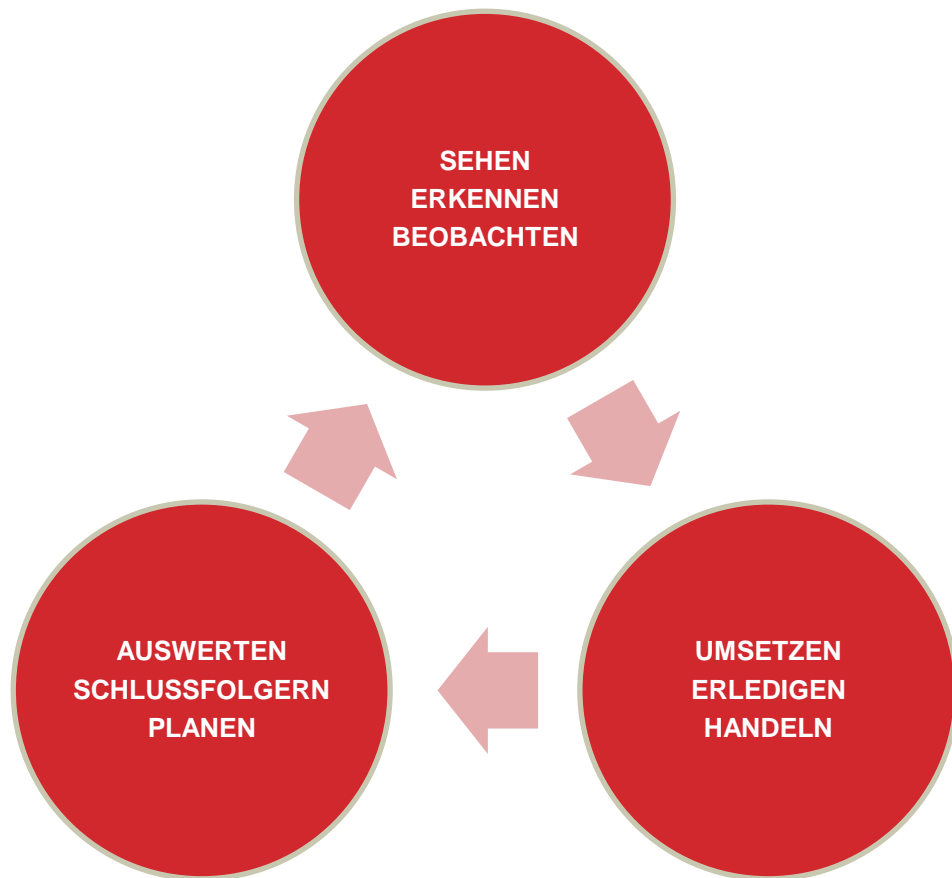 SEHEN
ERKENNEN
BEOBACHTEN
UMSETZEN
ERLEDIGEN
HANDELN
AUSWERTEN
SCHLUSSFOLGERN
PLANEN